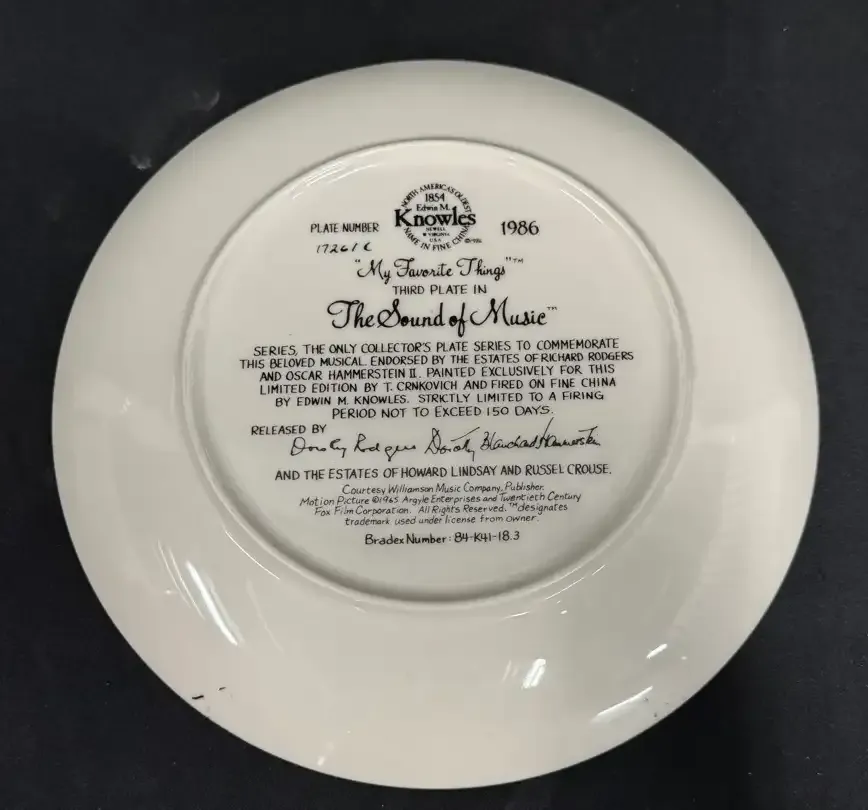 NORTH AMERICA'S OLDEST
1854
Edwin M.
Knowles
NEWELL
W VIRGINIA
U.S.A.
NAME IN FINE CHINA
PLATE NUMBER
17261 C
1986
"My Favorite Things"™
THIRD PLATE IN
The Sound of Music™
SERIES, THE ONLY COLLECTOR'S PLATE SERIES TO COMMEMORATE
THIS BELOVED MUSICAL. ENDORSED BY THE ESTATES OF RICHARD RODGERS
AND OSCAR HAMMERSTEIN II. PAINTED EXCLUSIVELY FOR THIS
LIMITED EDITION BY T. CRNKOVICH AND FIRED ON FINE CHINA
BY EDWIN M. KNOWLES. STRICTLY LIMITED TO A FIRING
PERIOD NOT TO EXCEED 150 DAYS.
RELEASED BY
Dorothy Rodgers Dorothy Blanchard Hammerstein
AND THE ESTATES OF HOWARD LINDSAY AND RUSSEL CROUSE.
Courtesy Williamson Music Company, Publisher.
Motion Picture ©1965 Argyle Enterprises and Twentieth Century
Fox Film Corporation. All Rights Reserved. ™designates
trademark used under license from owner.
Bradex Number: 84-K41-18.3